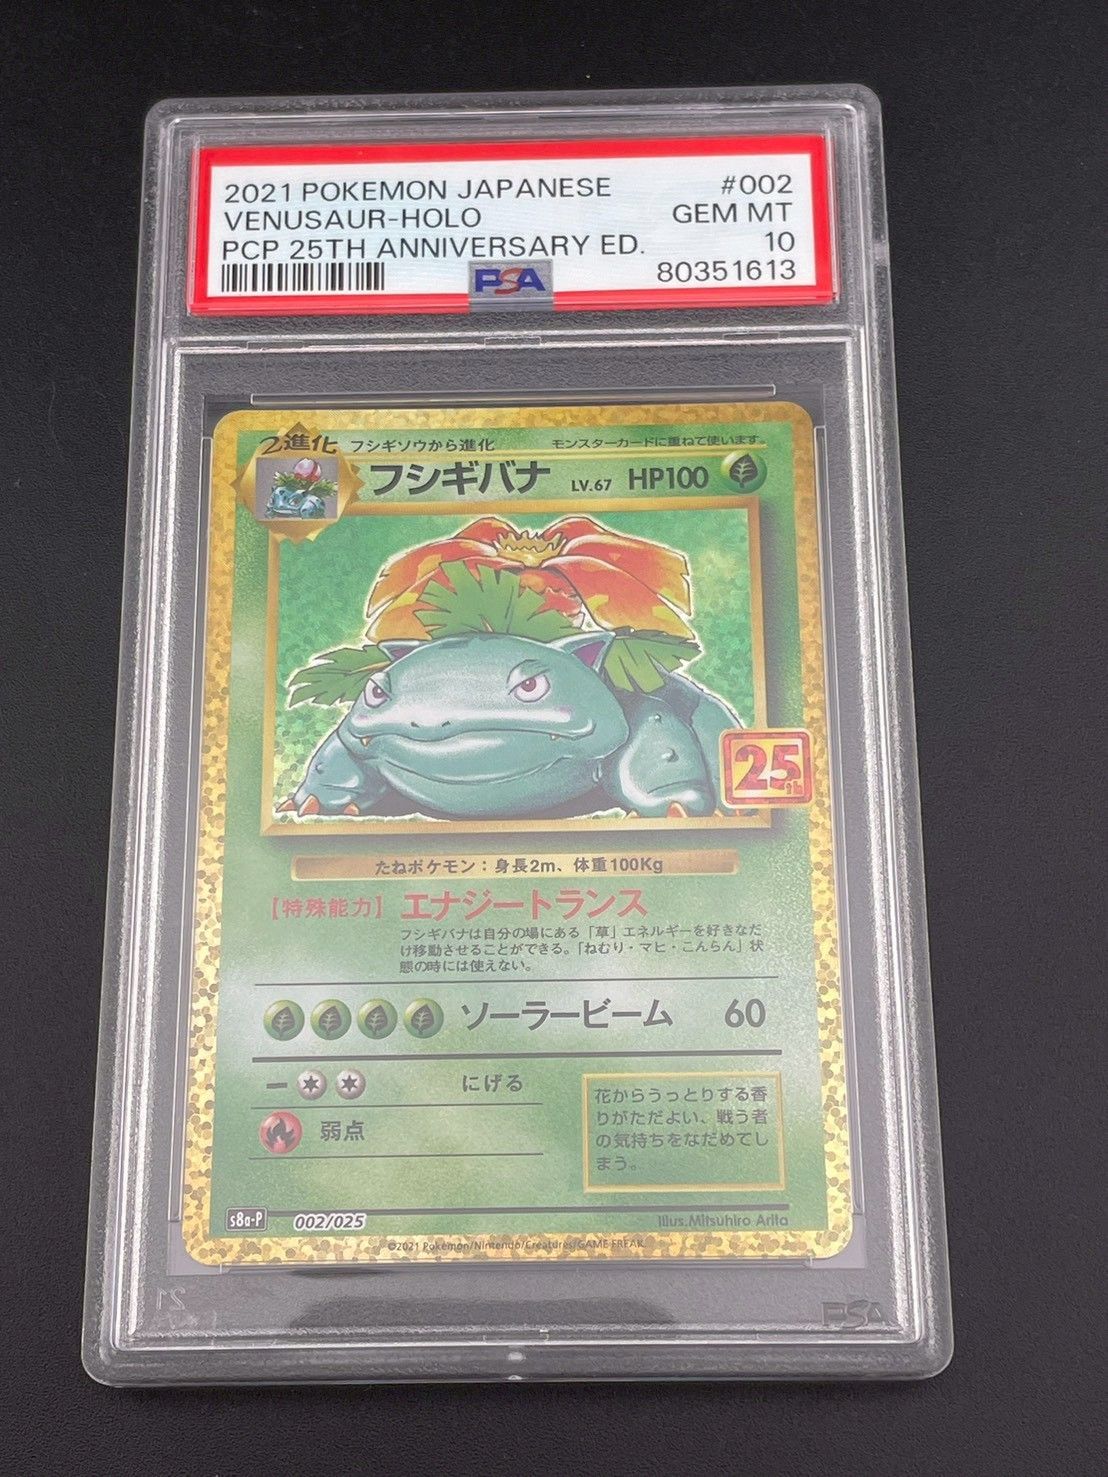 2021 POKEMON JAPANESE #002
VENUSAUR-HOLO GEM MT
PCP 25TH ANNIVERSARY ED. 10
PSA 80351613
2進化 フシギソウから進化 モンスターカードに重ねて使います。
フシギバナ LV.67 HP100
25th
たねポケモン：身長2m、体重100Kg
【特殊能力】エナジートランス
フシギバナは自分の場にある「草」エネルギーを好きなだ
け移動させることができる。「ねむり・マヒ・こんらん」状
態の時には使えない。
ソーラービーム 60
ー にげる
弱点
花からうっとりする香
りがただよい、戦う者
の気持ちをなだめてし
まう。
s8a-P 002/025 Illus.Mitsuhiro Arita
©2021 Pokémon/Nintendo/Creatures/GAME FREAK.
PSA